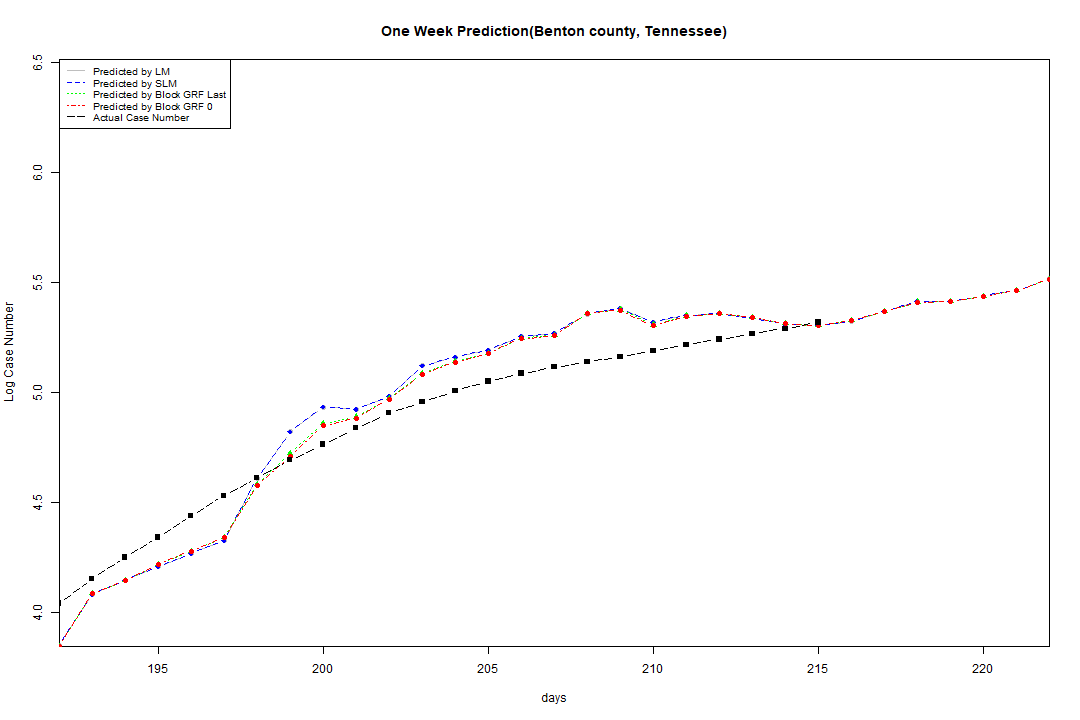 One Week Prediction(Benton county, Tennessee)
Predicted by LM
Predicted by SLM
Predicted by Block GRF Last
Predicted by Block GRF 0
Actual Case Number
6.5
6.0
5.5
5.0
4.5
4.0
Log Case Number
195 200 205 210 215 220
days